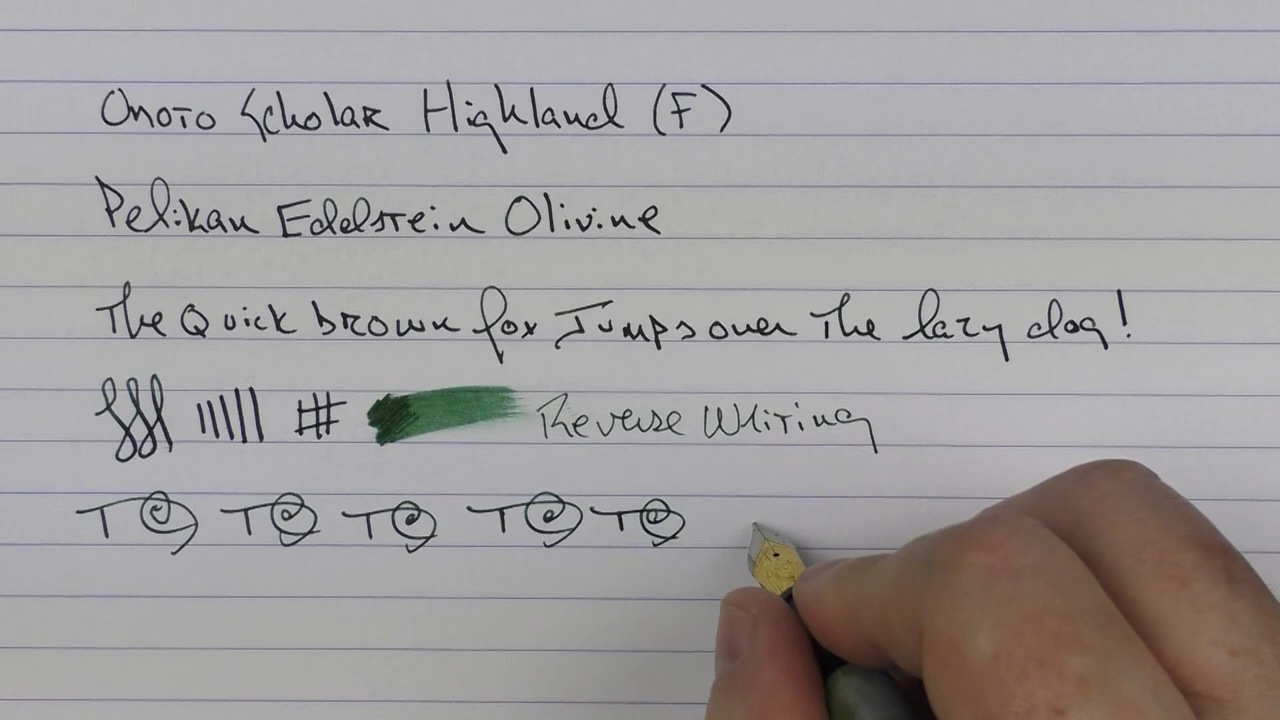 Onoto Scholar Highland (F)
Pelikan Edelstein Olivine
The Quick brown fox Jumps over The lazy dog!
Reverse Writing